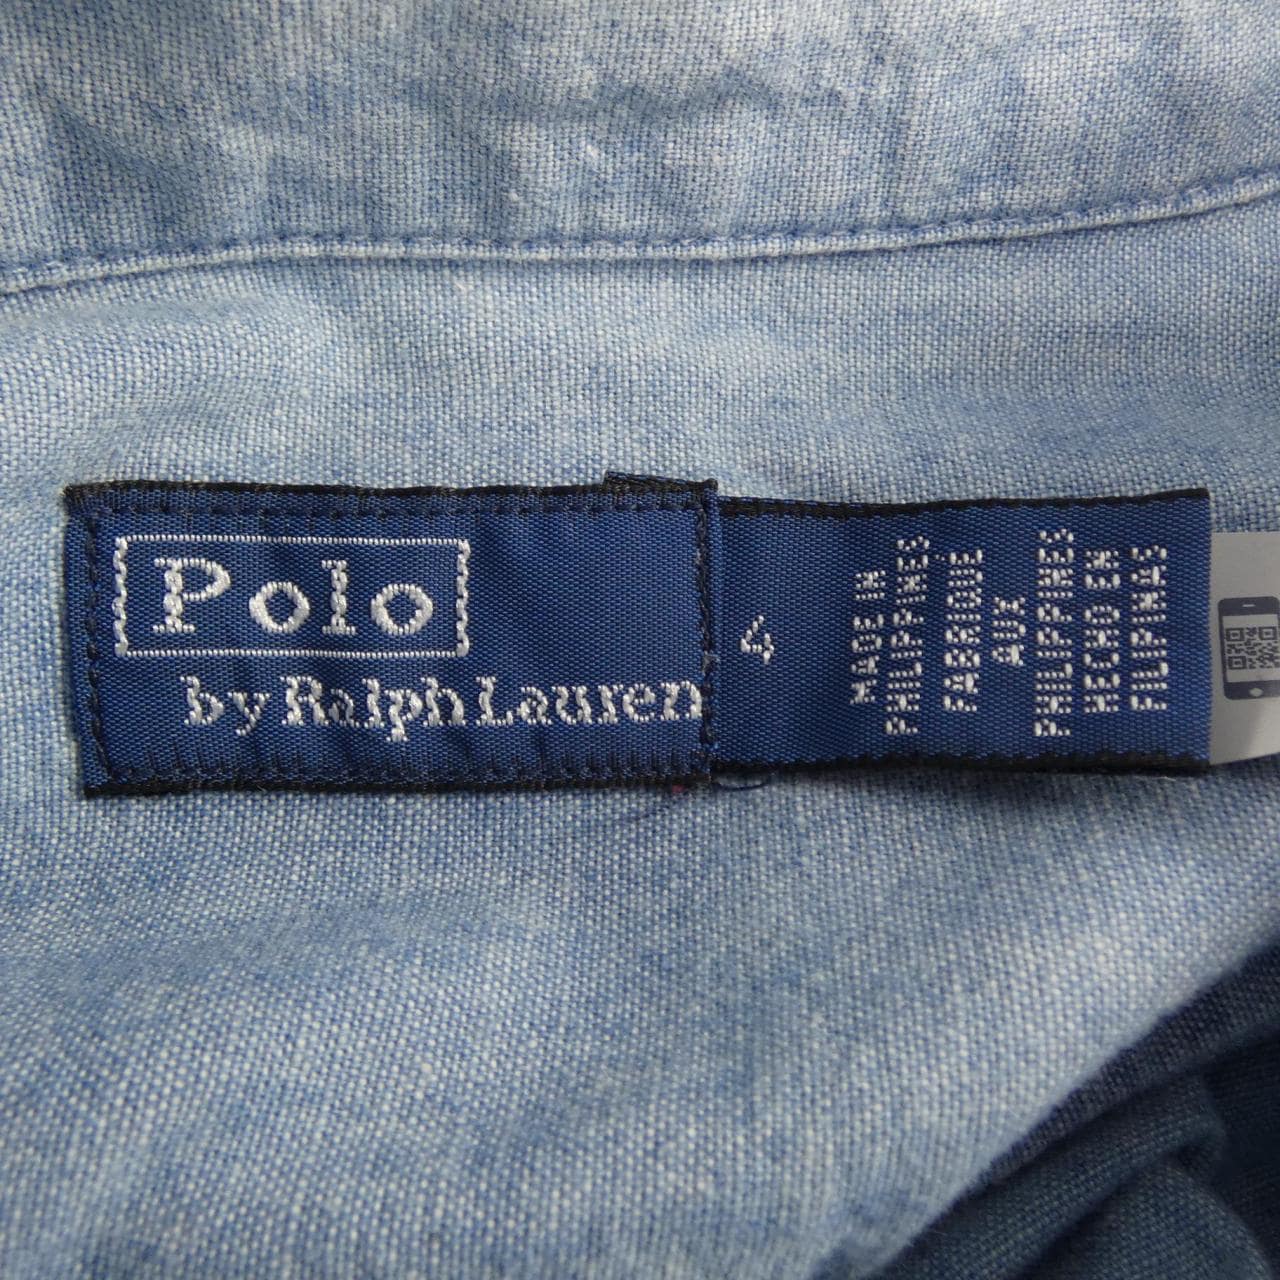 Polo
by Ralph Lauren
4
MADE IN
PHILIPPINES
FABRIQUE
AUX
PHILIPPINES
HECHO EN
FILIPINAS